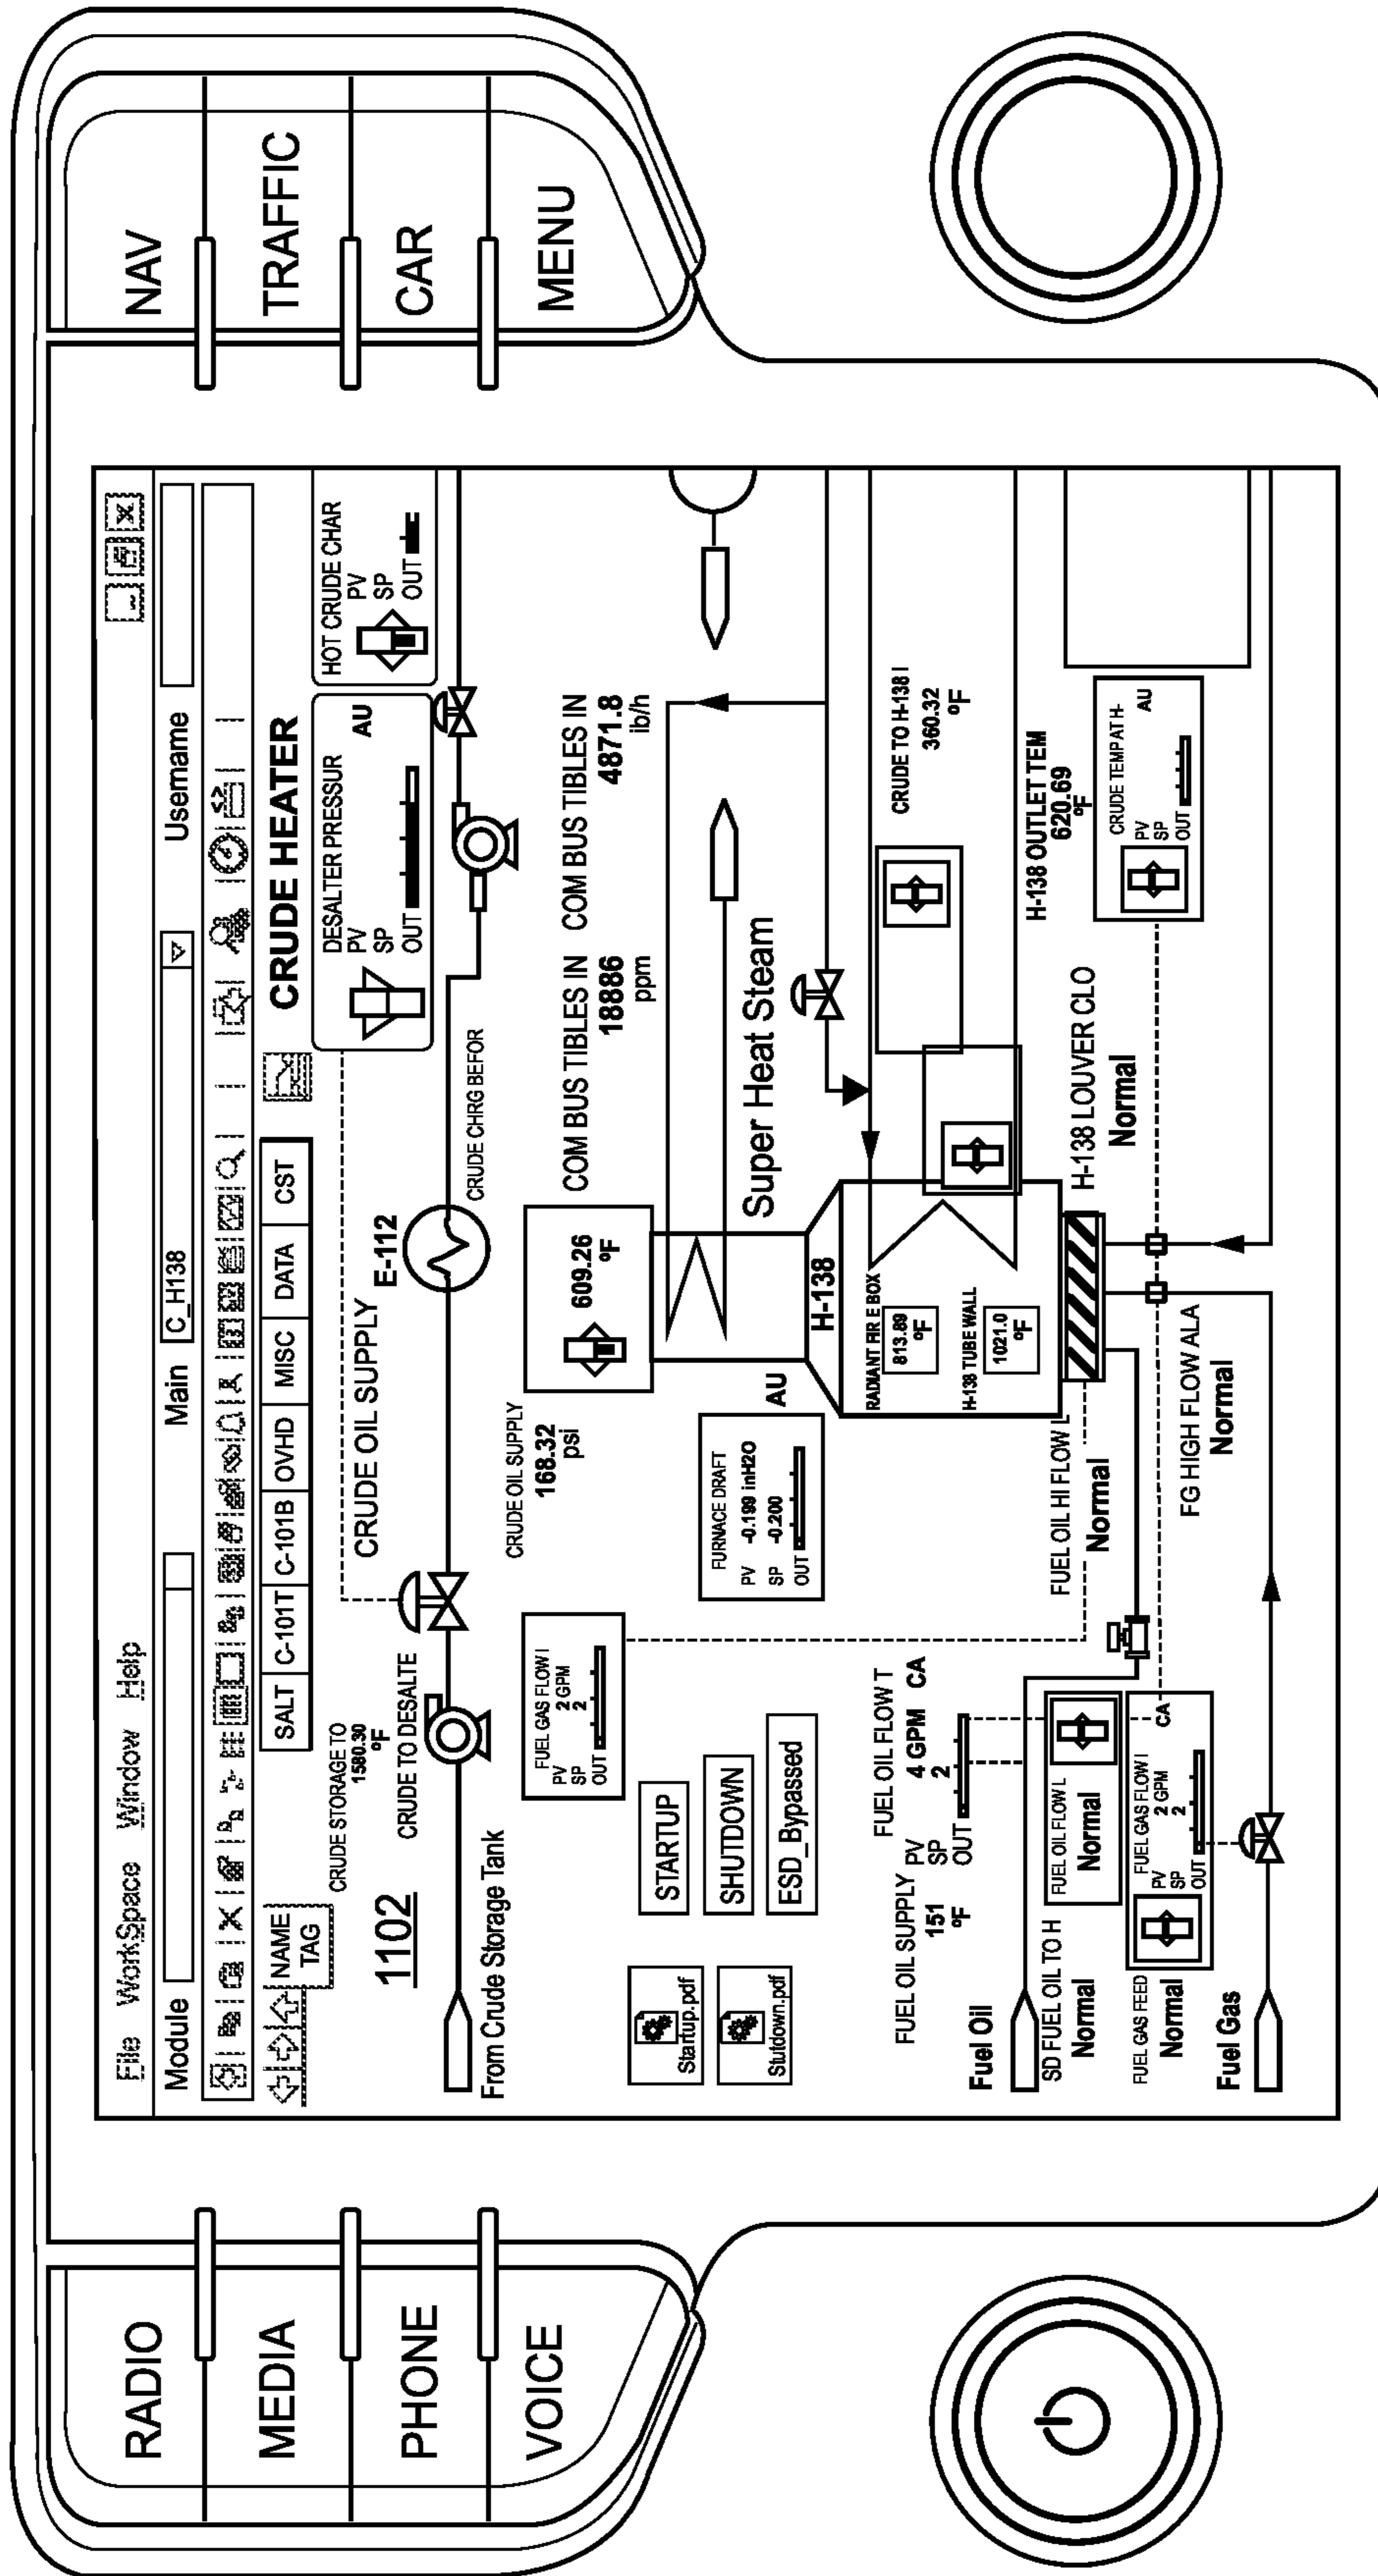 RADIO
MEDIA
PHONE
VOICE
NAV
TRAFFIC
CAR
MENU
File WorkSpace Window Help
Module
Main
C_H138
Username
<>
NAME
TAG
SALT C-101T C-101B OVHD MISC DATA CST
CRUDE HEATER
CRUDE STORAGE TO
1580.30
ºF
1102
CRUDE TO DESALTE
From Crude Storage Tank
CRUDE OIL SUPPLY
E-112
DESALTER PRESSUR
PV
SP
AU
OUT
HOT CRUDE CHAR
PV
SP
OUT
CRUDE CHRG BEFOR
CRUDE OIL SUPPLY
168.32
psi
609.26
ºF
COM BUS TIBLES IN
18886
ppm
COM BUS TIBLES IN
4871.8
ib/h
FUEL GAS FLOW I
PV 2 GPM
SP 2
OUT
Startup.pdf
Stutdown.pdf
STARTUP
SHUTDOWN
ESD_Bypassed
FURNACE DRAFT
PV -0.199 inH2O
SP -0.200
OUT
AU
Super Heat Steam
H-138
RADIANT FIR E BOX
813.89
ºF
H-138 TUBE WALL
1021.0
ºF
CRUDE TO H-138 I
360.32
ºF
H-138 OUTLET TEM
620.69
ºF
FUEL OIL SUPPLY
151
ºF
FUEL OIL FLOW T
PV 4 GPM CA
SP 2
OUT
Fuel Oil
SD FUEL OIL TO H
Normal
FUEL OIL FLOW L
Normal
FUEL OIL HI FLOW L
Normal
H-138 LOUVER CLO
Normal
CRUDE TEMP AT H-
PV
SP
AU
OUT
FUEL GAS FEED
Normal
FUEL GAS FLOW I
PV 2 GPM
SP 2
OUT
CA
FG HIGH FLOW ALA
Normal
Fuel Gas